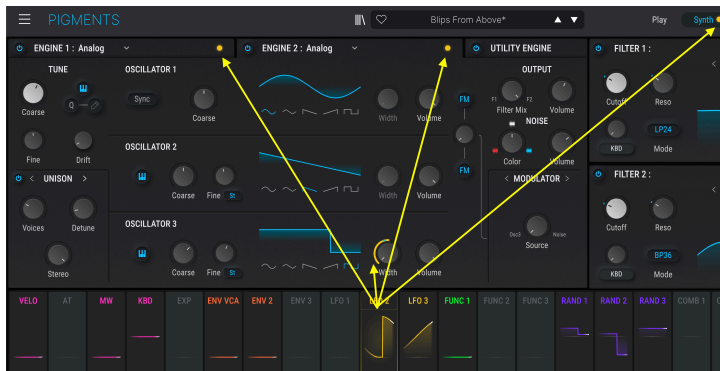 PIGMENTS
Blips From Above*
Play
Synth
ENGINE 1 : Analog
ENGINE 2 : Analog
UTILITY ENGINE
FILTER 1 :
TUNE
OSCILLATOR 1
OUTPUT
Sync
Q
FM
F1
F2
Coarse
Coarse
Width
Volume
Filter Mix
Volume
Cutoff
Reso
NOISE
LP24
OSCILLATOR 2
KBD
Mode
Fine
Drift
Color
Volume
FM
UNISON
Coarse
Fine
St
Width
Volume
MODULATOR
FILTER 2 :
Voices
Detune
OSCILLATOR 3
Cutoff
Reso
Osc3
Noise
Source
BP36
Stereo
Coarse
Fine
St
Width
Volume
KBD
Mode
VELO
AT
MW
KBD
EXP
ENV VCA
ENV 2
ENV 3
LFO 1
LFO 2
LFO 3
FUNC 1
FUNC 2
FUNC 3
RAND 1
RAND 2
RAND 3
COMB 1